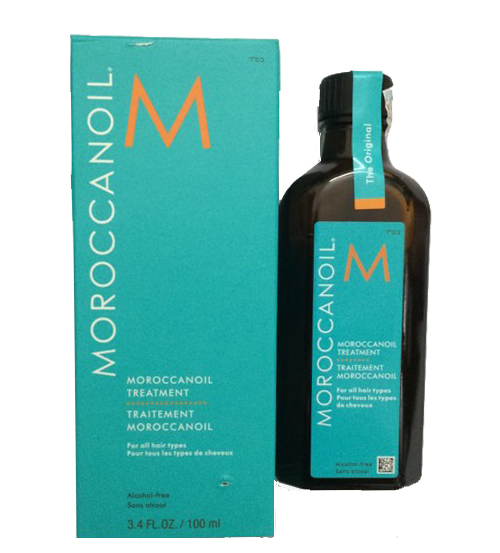 בס"ד
M
MOROCCANOIL®
MOROCCANOIL
TREATMENT
TRAITEMENT
MOROCCANOIL
For all hair types
Pour tous les types de cheveux
Alcohol-free
Sans alcool
3.4 FL.OZ. / 100 ml
The Original
בס"ד
M
MOROCCANOIL®
MOROCCANOIL
TREATMENT
TRAITEMENT
MOROCCANOIL
For all hair types
Pour tous les types
de cheveux
Alcohol-free
Sans alcool